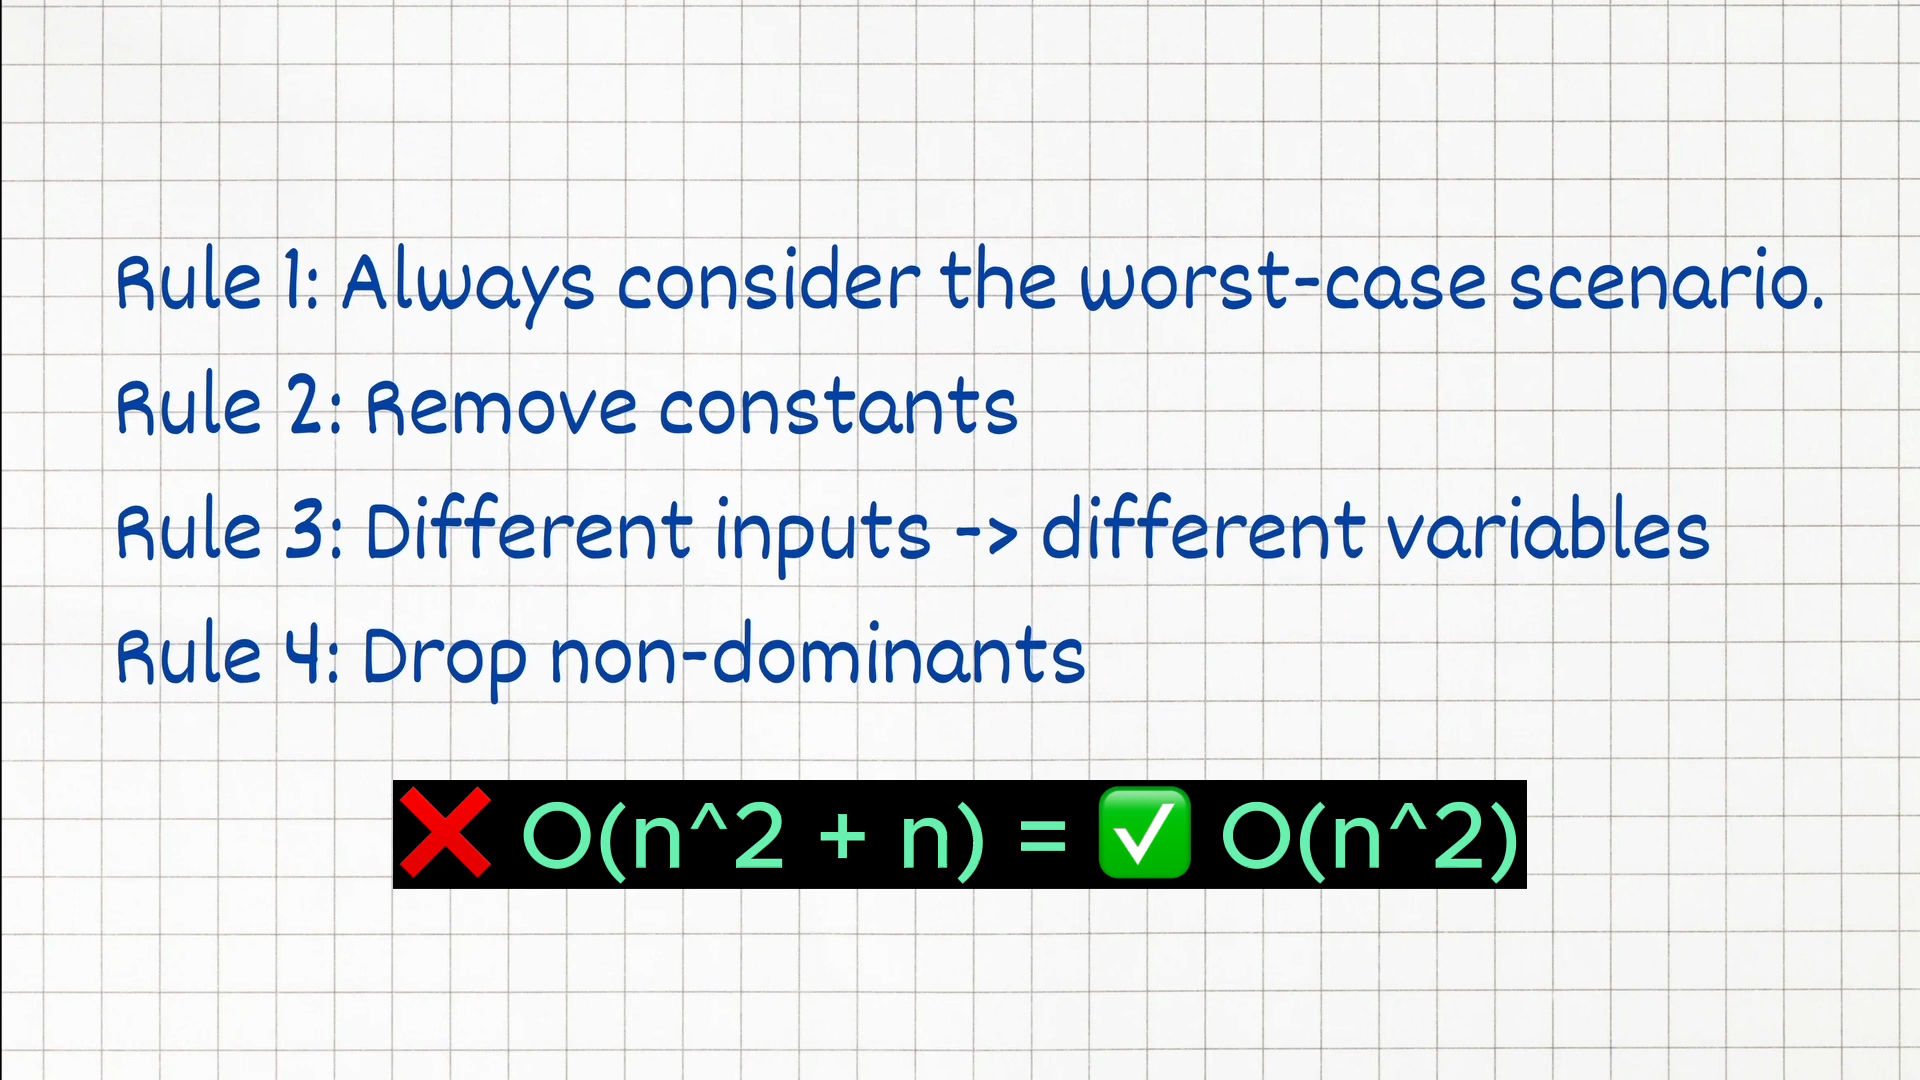 Rule 1: Always consider the worst-case scenario.
Rule 2: Remove constants
Rule 3: Different inputs -> different variables
Rule 4: Drop non-dominants
❌ O(n^2 + n) = ✅ O(n^2)